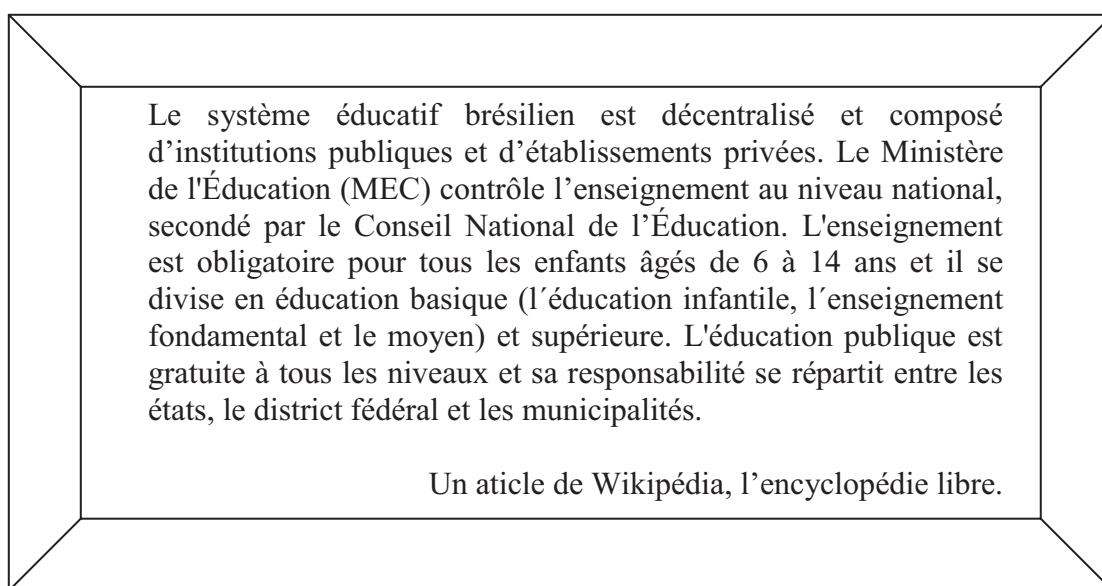 Le système éducatif brésilien est décentralisé et composé
d’institutions publiques et d’établissements privées. Le Ministère
de l'Éducation (MEC) contrôle l’enseignement au niveau national,
secondé par le Conseil National de l’Éducation. L'enseignement
est obligatoire pour tous les enfants âgés de 6 à 14 ans et il se
divise en éducation basique (l´éducation infantile, l´enseignement
fondamental et le moyen) et supérieure. L'éducation publique est
gratuite à tous les niveaux et sa responsabilité se répartit entre les
états, le district fédéral et les municipalités.
Un aticle de Wikipédia, l’encyclopédie libre.